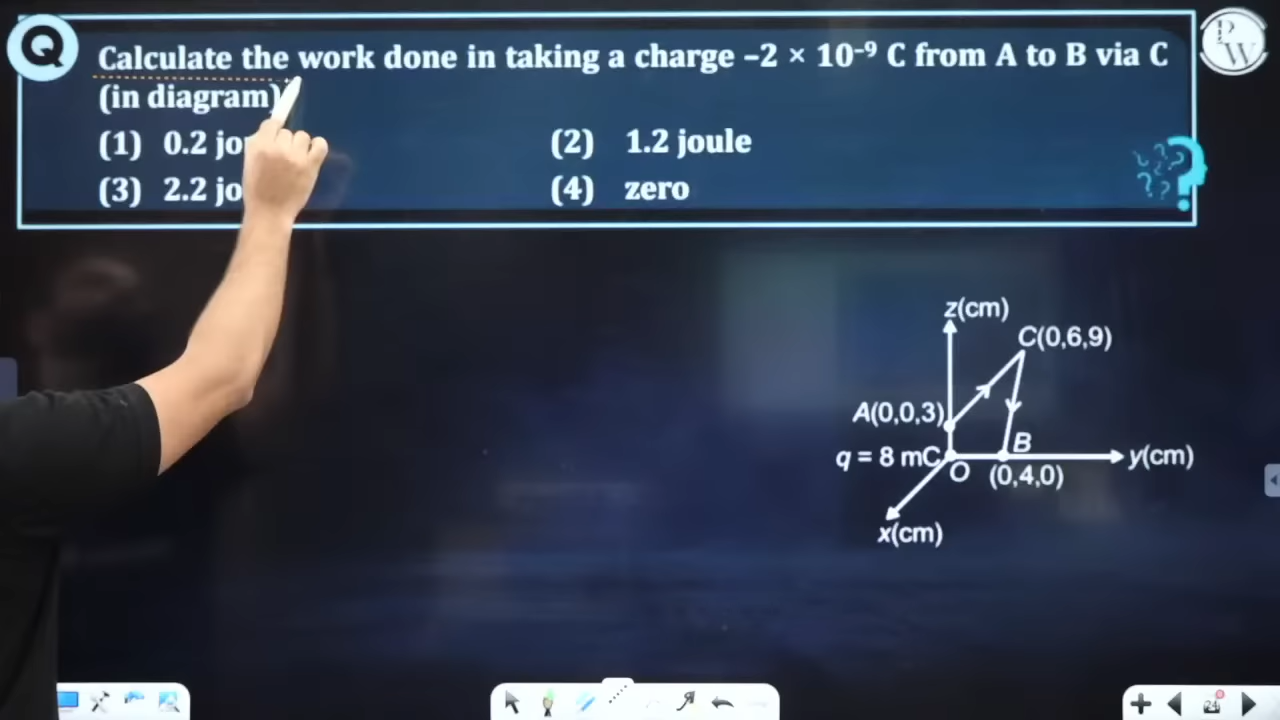 Q
Calculate the work done in taking a charge –2 × 10⁻⁹ C from A to B via C
(in diagram)
(1) 0.2 jo
(2) 1.2 joule
(3) 2.2 jo
(4) zero
P
W
z(cm)
C(0,6,9)
A(0,0,3)
B
q = 8 mC
O
(0,4,0)
y(cm)
x(cm)
24